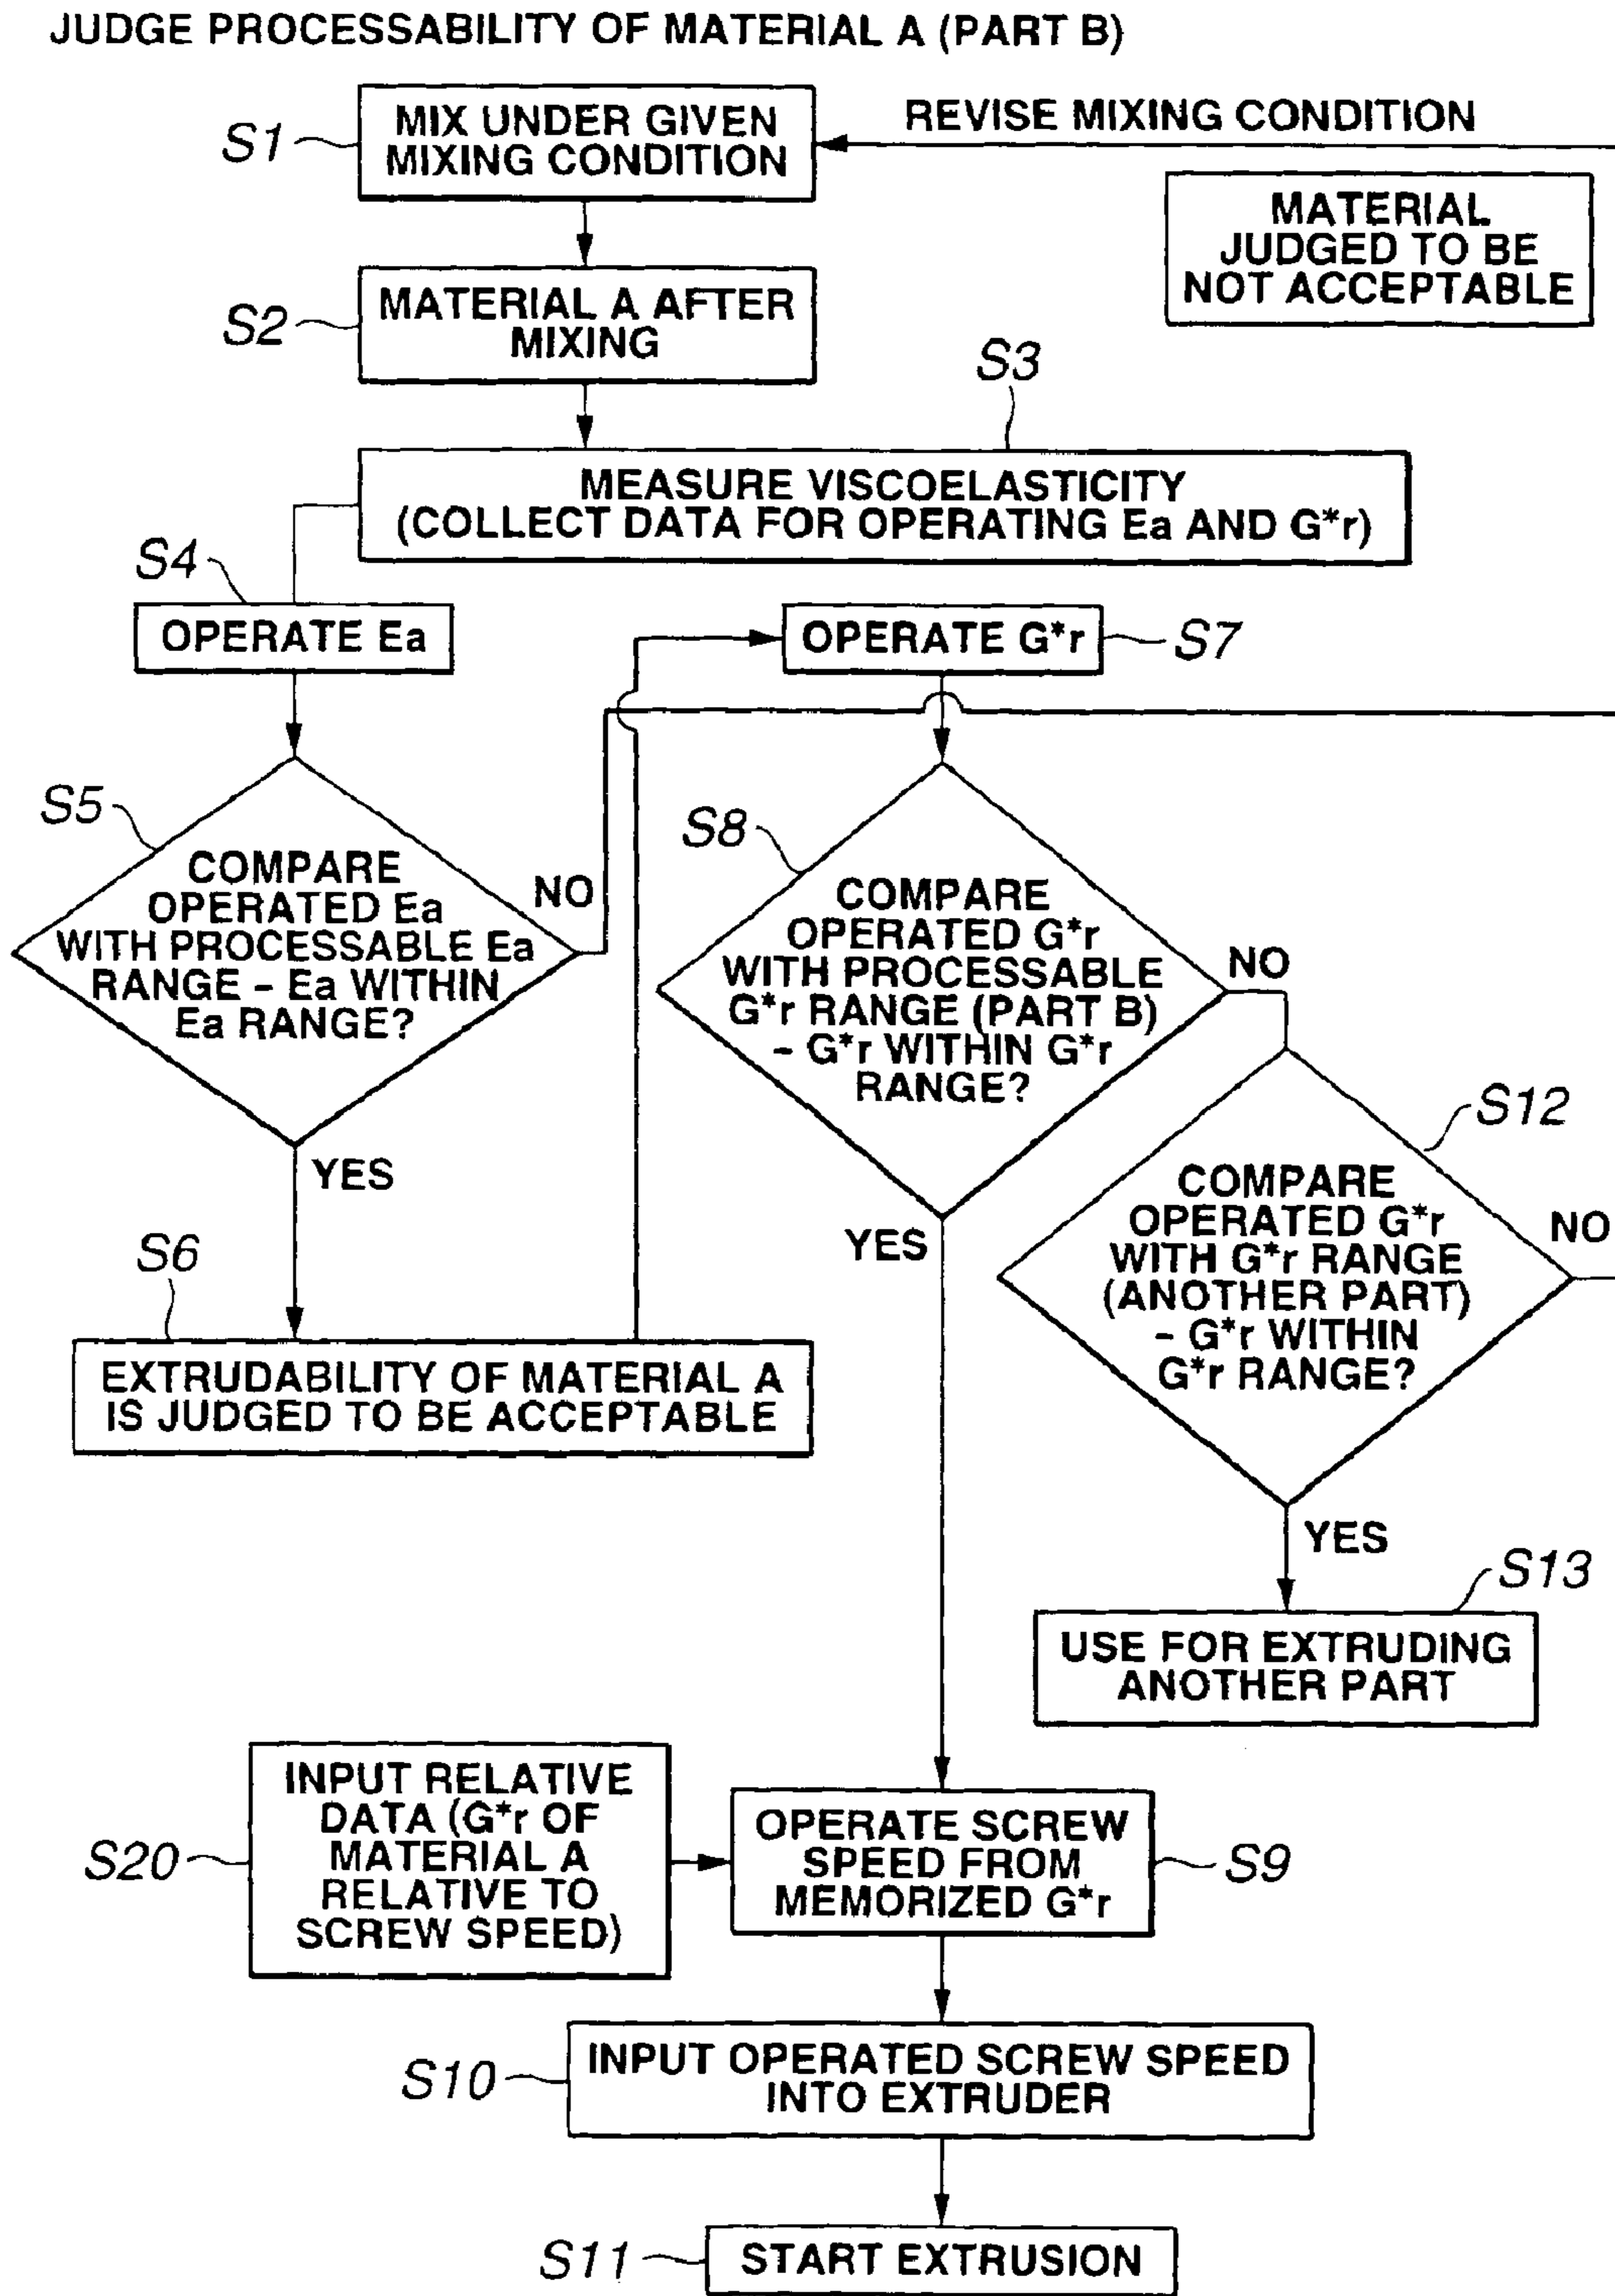 JUDGE PROCESSABILITY OF MATERIAL A (PART B)
S1
MIX UNDER GIVEN
MIXING CONDITION
REVISE MIXING CONDITION
MATERIAL
JUDGED TO BE
NOT ACCEPTABLE
S2
MATERIAL A AFTER
MIXING
S3
MEASURE VISCOELASTICITY
(COLLECT DATA FOR OPERATING Ea AND G*r)
S4
OPERATE Ea
OPERATE G*r
S7
S5
COMPARE
OPERATED Ea
WITH PROCESSABLE Ea
RANGE – Ea WITHIN
Ea RANGE?
NO
YES
S8
COMPARE
OPERATED G*r
WITH PROCESSABLE
G*r RANGE (PART B)
– G*r WITHIN G*r
RANGE?
NO
YES
S12
COMPARE
OPERATED G*r
WITH G*r RANGE
(ANOTHER PART)
– G*r WITHIN
G*r RANGE?
NO
YES
S6
EXTRUDABILITY OF MATERIAL A
IS JUDGED TO BE ACCEPTABLE
S13
USE FOR EXTRUDING
ANOTHER PART
S20
INPUT RELATIVE
DATA (G*r OF
MATERIAL A
RELATIVE TO
SCREW SPEED)
OPERATE SCREW
SPEED FROM
MEMORIZED G*r
S9
S10
INPUT OPERATED SCREW SPEED
INTO EXTRUDER
S11
START EXTRUSION